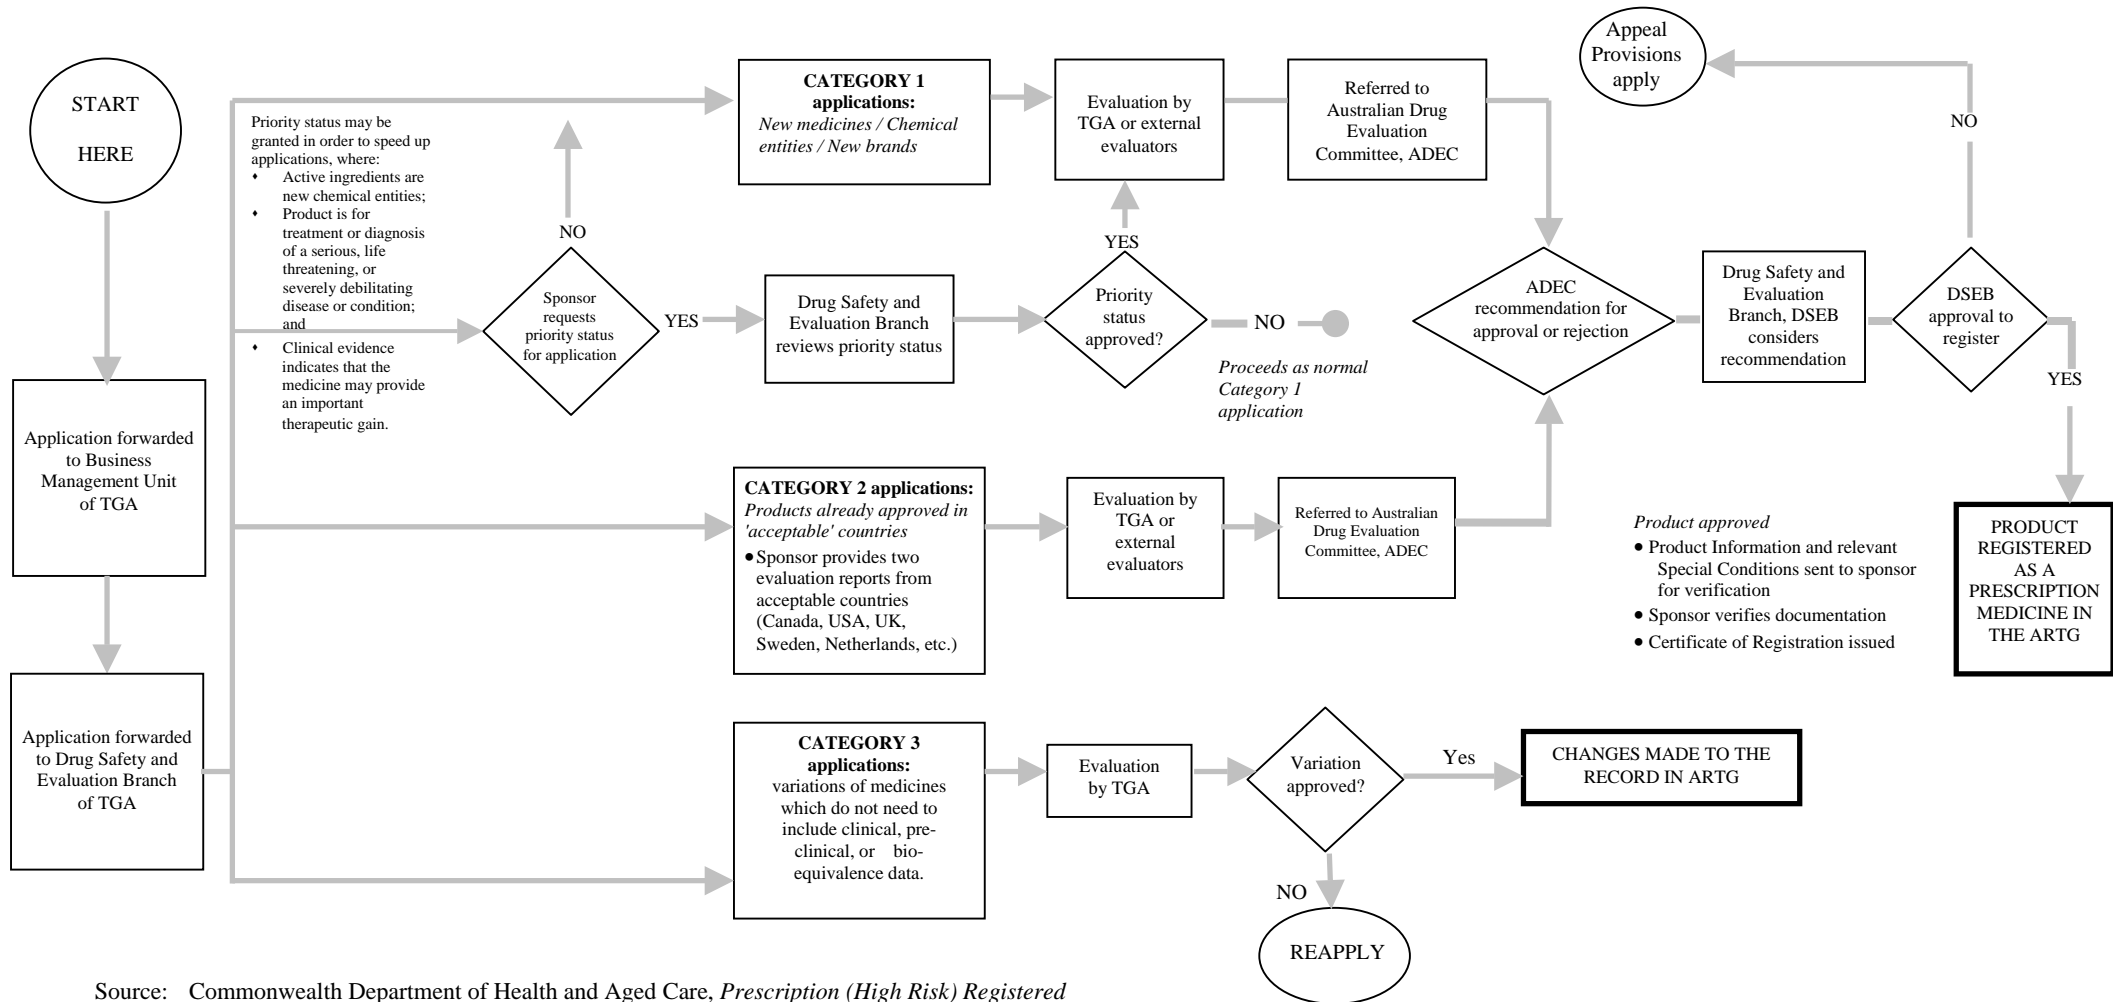 START
HERE
Application forwarded
to Business
Management Unit
of TGA
Application forwarded
to Drug Safety and
Evaluation Branch
of TGA
Priority status may be
granted in order to speed up
applications, where:
♦ Active ingredients are
new chemical entities;
♦ Product is for
treatment or diagnosis
of a serious, life
threatening, or
severely debilitating
disease or condition;
and
♦ Clinical evidence
indicates that the
medicine may provide
an important
therapeutic gain.
NO
Sponsor
requests
priority status
for application
YES
Drug Safety and
Evaluation Branch
reviews priority status
YES
Priority
status
approved?
NO
Proceeds as normal
Category 1
application
CATEGORY 1
applications:
New medicines / Chemical
entities / New brands
Evaluation by
TGA or external
evaluators
Referred to
Australian Drug
Evaluation
Committee, ADEC
ADEC
recommendation for
approval or rejection
Drug Safety and
Evaluation
Branch, DSEB
considers
recommendation
DSEB
approval to
register
NO
Appeal
Provisions
apply
YES
PRODUCT
REGISTERED
AS A
PRESCRIPTION
MEDICINE IN
THE ARTG
CATEGORY 2 applications:
Products already approved in
'acceptable' countries
• Sponsor provides two
evaluation reports from
acceptable countries
(Canada, USA, UK,
Sweden, Netherlands, etc.)
Evaluation by
TGA or
external
evaluators
Referred to Australian
Drug Evaluation
Committee, ADEC
Product approved
• Product Information and relevant
Special Conditions sent to sponsor
for verification
• Sponsor verifies documentation
• Certificate of Registration issued
CATEGORY 3
applications:
variations of medicines
which do not need to
include clinical, pre-
clinical, or bio-
equivalence data.
Evaluation
by TGA
Variation
approved?
Yes
CHANGES MADE TO THE
RECORD IN ARTG
NO
REAPPLY
Source: Commonwealth Department of Health and Aged Care, Prescription (High Risk) Registered